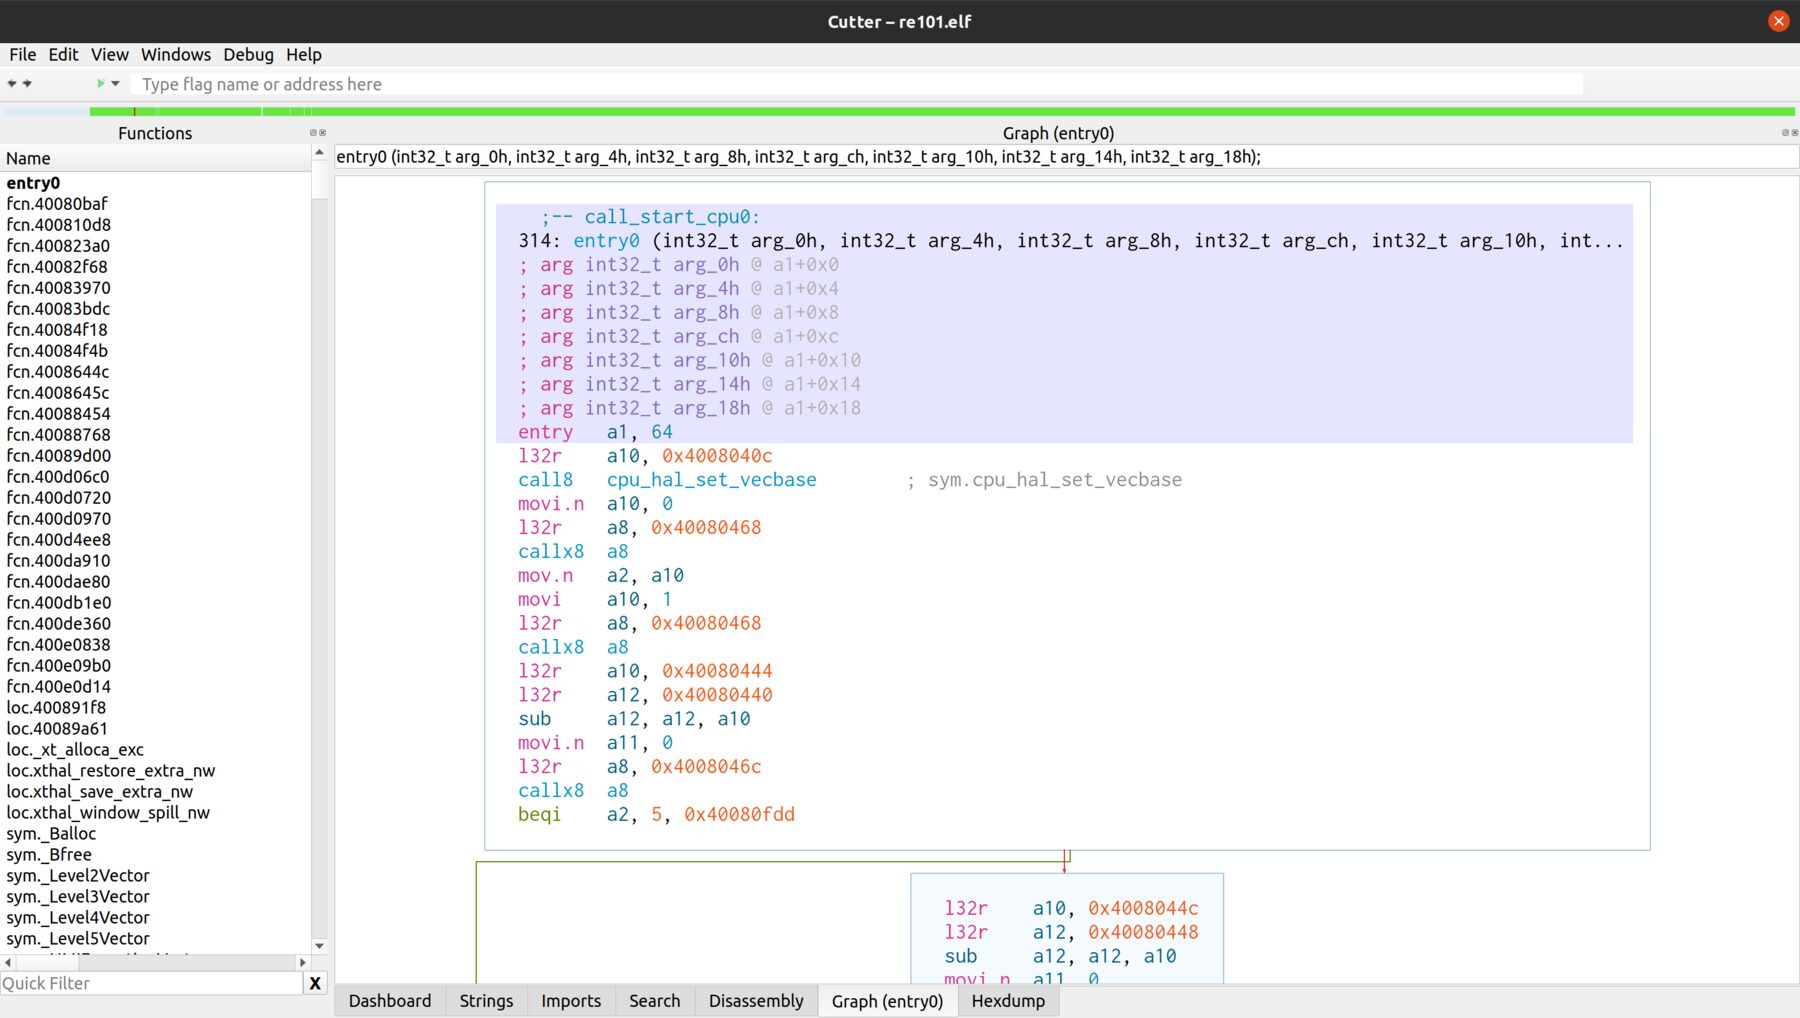 Cutter – re101.elf
File Edit View Windows Debug Help
Type flag name or address here
Functions
Name
entry0
fcn.40080baf
fcn.400810d8
fcn.400823a0
fcn.40082f68
fcn.40083970
fcn.40083bdc
fcn.40084f18
fcn.40084f4b
fcn.4008644c
fcn.4008645c
fcn.40088454
fcn.40088768
fcn.40089d00
fcn.400d06c0
fcn.400d0720
fcn.400d0970
fcn.400d4ee8
fcn.400da910
fcn.400dae80
fcn.400db1e0
fcn.400de360
fcn.400e0838
fcn.400e09b0
fcn.400e0d14
loc.400891f8
loc.40089a61
loc._xt_alloca_exc
loc.xthal_restore_extra_nw
loc.xthal_save_extra_nw
loc.xthal_window_spill_nw
sym._Balloc
sym._Bfree
sym._Level2Vector
sym._Level3Vector
sym._Level4Vector
sym._Level5Vector
Quick Filter
X
Graph (entry0)
entry0 (int32_t arg_0h, int32_t arg_4h, int32_t arg_8h, int32_t arg_ch, int32_t arg_10h, int32_t arg_14h, int32_t arg_18h);
;-- call_start_cpu0:
314: entry0 (int32_t arg_0h, int32_t arg_4h, int32_t arg_8h, int32_t arg_ch, int32_t arg_10h, int...
; arg int32_t arg_0h @ a1+0x0
; arg int32_t arg_4h @ a1+0x4
; arg int32_t arg_8h @ a1+0x8
; arg int32_t arg_ch @ a1+0xc
; arg int32_t arg_10h @ a1+0x10
; arg int32_t arg_14h @ a1+0x14
; arg int32_t arg_18h @ a1+0x18
entry a1, 64
l32r a10, 0x4008040c
call8 cpu_hal_set_vecbase ; sym.cpu_hal_set_vecbase
movi.n a10, 0
l32r a8, 0x40080468
callx8 a8
mov.n a2, a10
movi a10, 1
l32r a8, 0x40080468
callx8 a8
l32r a10, 0x40080444
l32r a12, 0x40080440
sub a12, a12, a10
movi.n a11, 0
l32r a8, 0x4008046c
callx8 a8
beqi a2, 5, 0x40080fdd
l32r a10, 0x4008044c
l32r a12, 0x40080448
sub a12, a12, a10
movi.n a11, 0
Dashboard Strings Imports Search Disassembly Graph (entry0) Hexdump